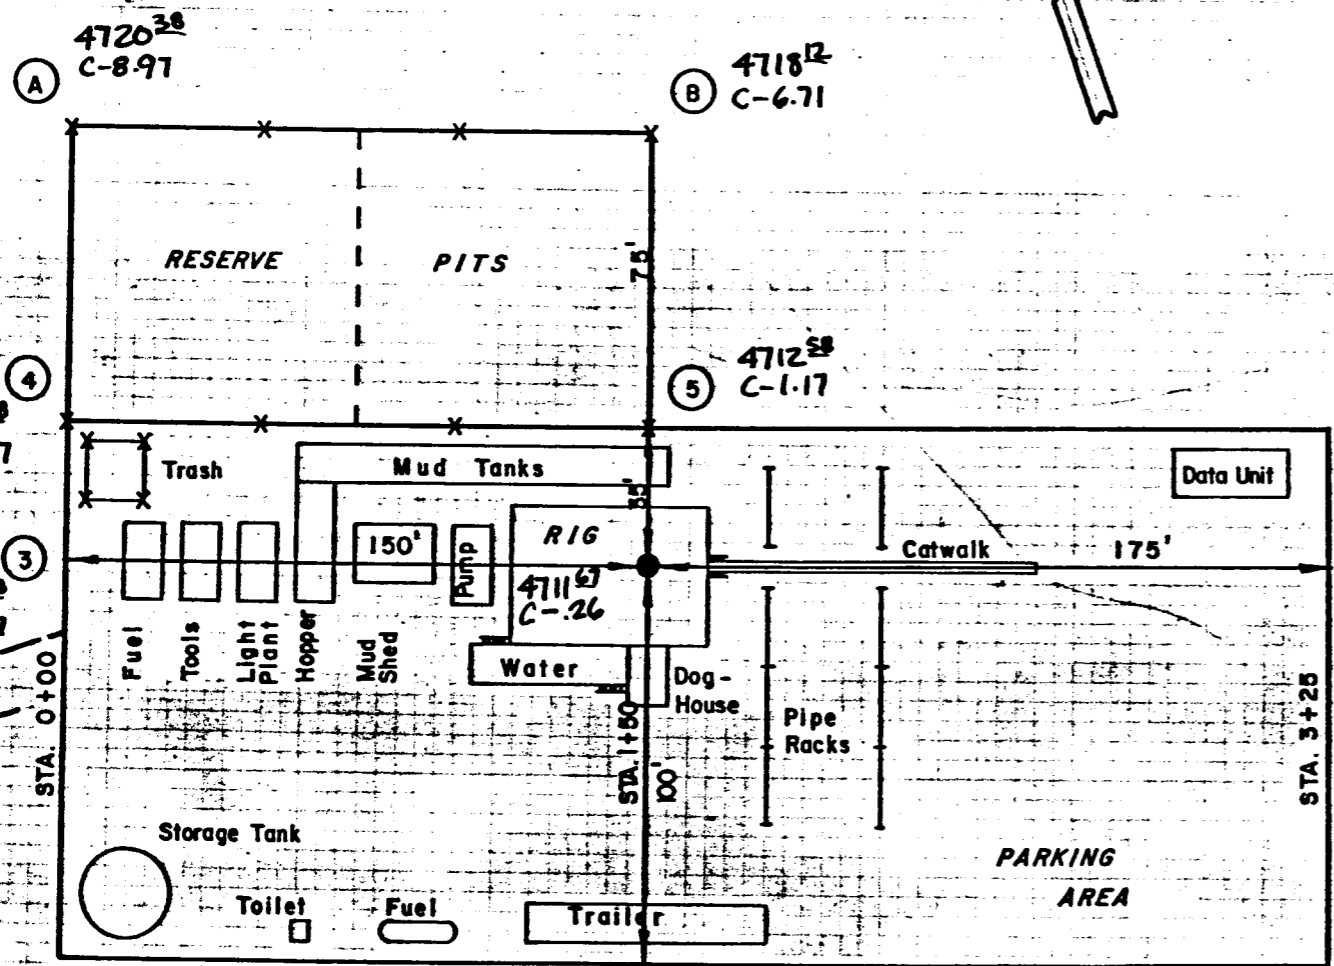 4720 38
C-8.97
A
4718 12
C-6.71
B
RESERVE PITS
75'
4
5
4712 58
C-1.17
Trash
Mud Tanks
35'
Data Unit
3
150'
Pump
RIG
4711 67
C-.26
Catwalk
175'
Fuel
Tools
Light
Plant
Hopper
Mud
Shed
Water
Dog-
House
Pipe
Racks
STA. 0+00
STA. 1+50
100'
STA. 3+25
Storage Tank
Toilet
Fuel
Trailer
PARKING
AREA